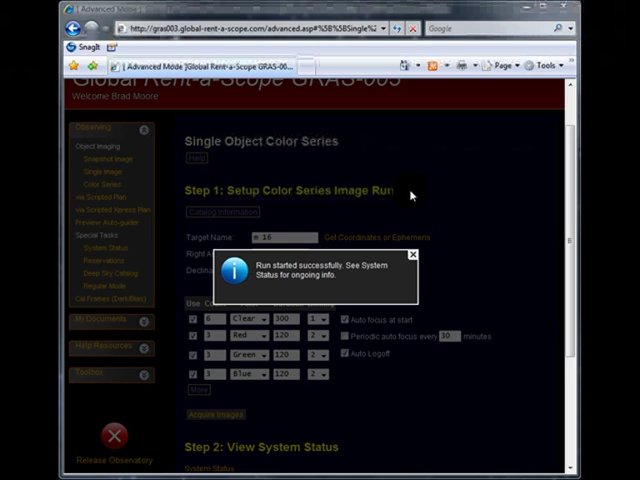 [ Advanced Mode ]
http://gras003.global-rent-a-scope.com/advanced.asp#%5B%5BSingle%2
Google
SnagIt
[ Advanced Mode ]Global Rent-a-Scope GRAS-00...
Page
Tools
Global Rent-a-Scope GRAS-003
Welcome Brad Moore
Observing
Object Imaging
Snapshot Image
Single Image
Color Series
via Scripted Plan
via Scripted Xpress Plan
Preview Auto-guider
Special Tasks
System Status
Reservations
Deep Sky Catalog
Regular Mode
Cal Frames (Dark/Bias)
My Documents
Help Resources
Toolbox
Release Observatory
Single Object Color Series
Help
Step 1: Setup Color Series Image Run
Catalog Information
Target Name: m 16 Get Coordinates or Ephemeris
Right A
Declina
Run started successfully. See System
Status for ongoing info.
Use
6 Clear 300 1 Auto focus at start
3 Red 120 2 Periodic auto focus every 30 minutes
3 Green 120 2 Auto Logoff
3 Blue 120 2
More
Acquire Images
Step 2: View System Status
System Status